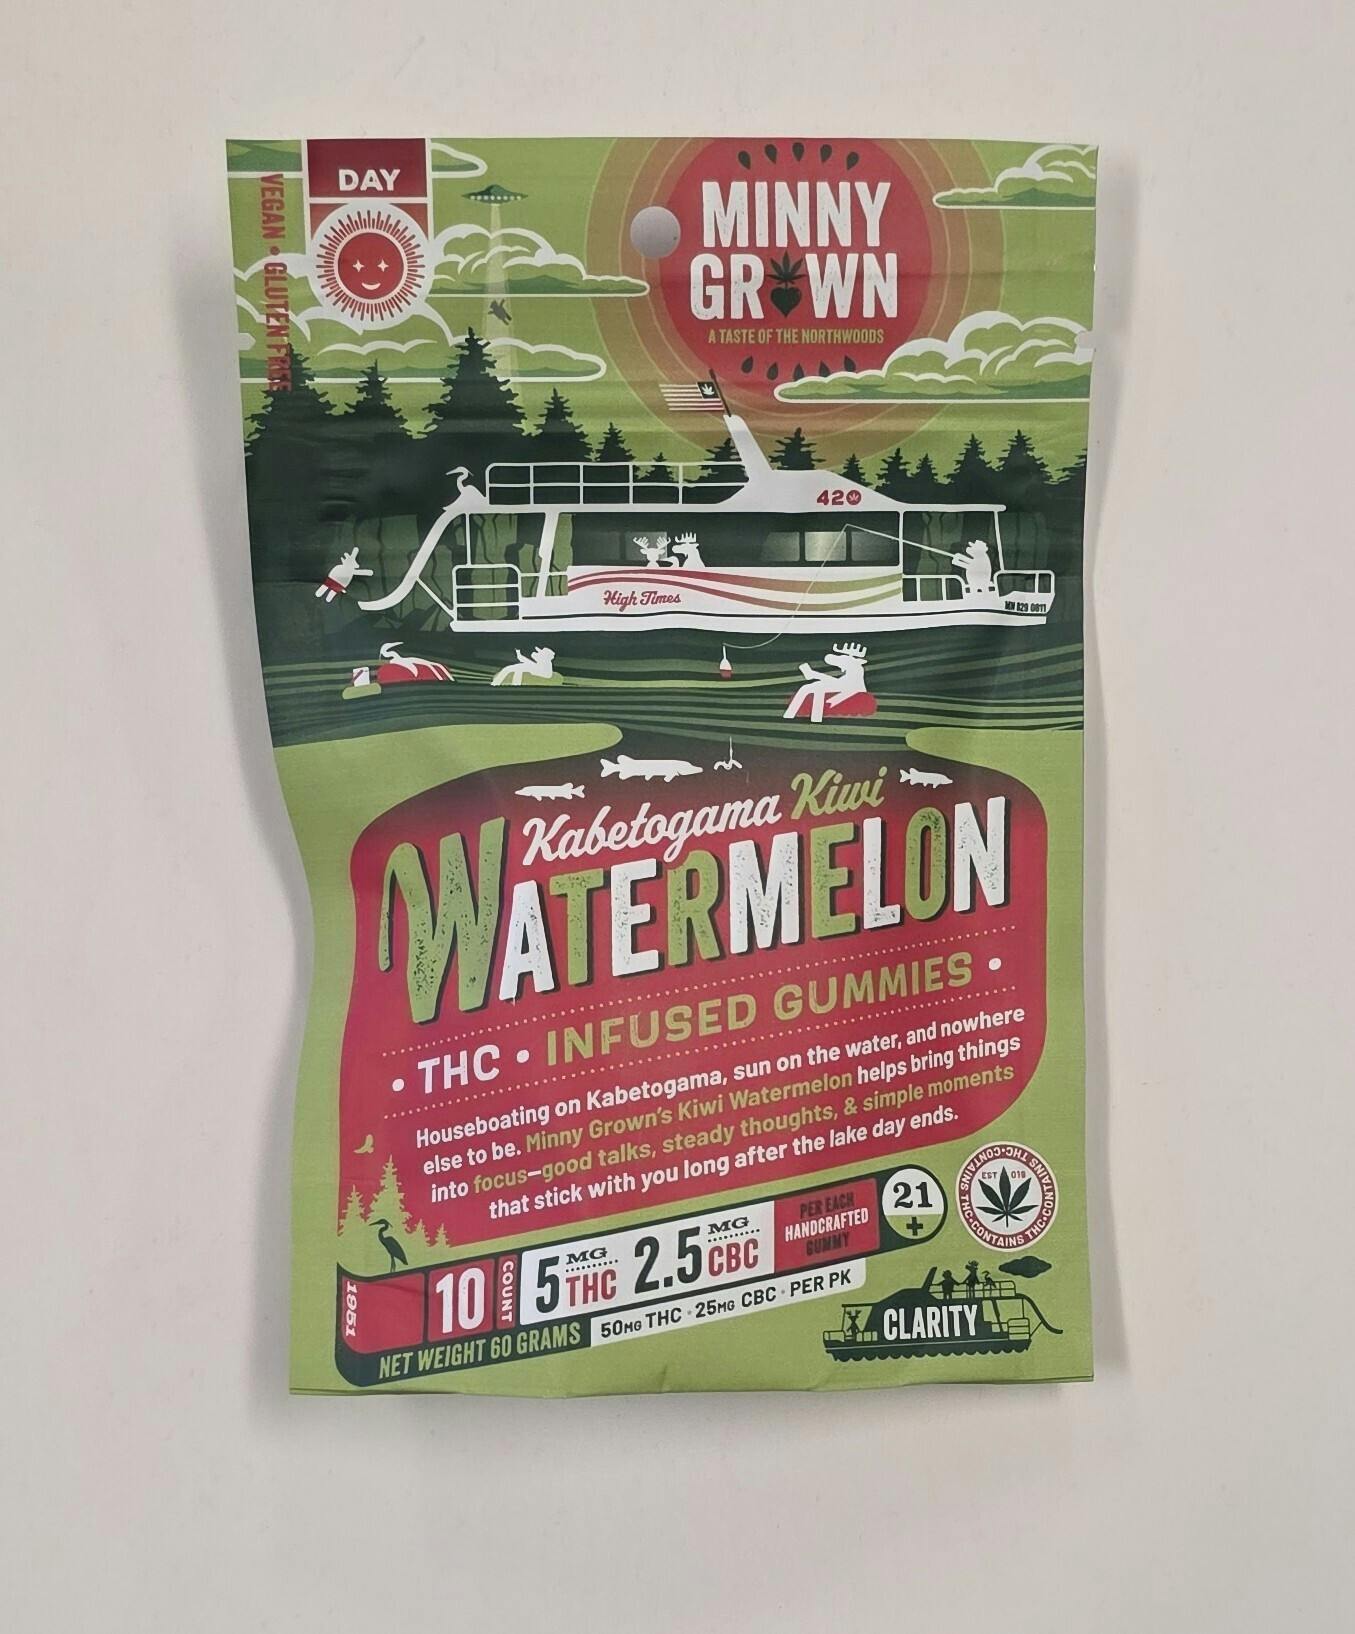 DAY
VEGAN • GLUTEN FREE
MINNY
GROWN
A TASTE OF THE NORTHWOODS
420
High Times
Kabetogama Kiwi
WATERMELON
• THC • INFUSED GUMMIES •
Houseboating on Kabetogama, sun on the water, and nowhere
else to be. Minny Grown's Kiwi Watermelon helps bring things
into focus—good talks, steady thoughts, & simple moments
that stick with you long after the lake day ends.
1951
10 COUNT
5 MG THC 2.5 MG CBC
PER EACH
HANDCRAFTED
GUMMY
21
+
CONTAINS THC•CONTAINS THC•CONTAINS THC•
EST 019
NET WEIGHT 60 GRAMS
50MG THC • 25MG CBC • PER PK
CLARITY